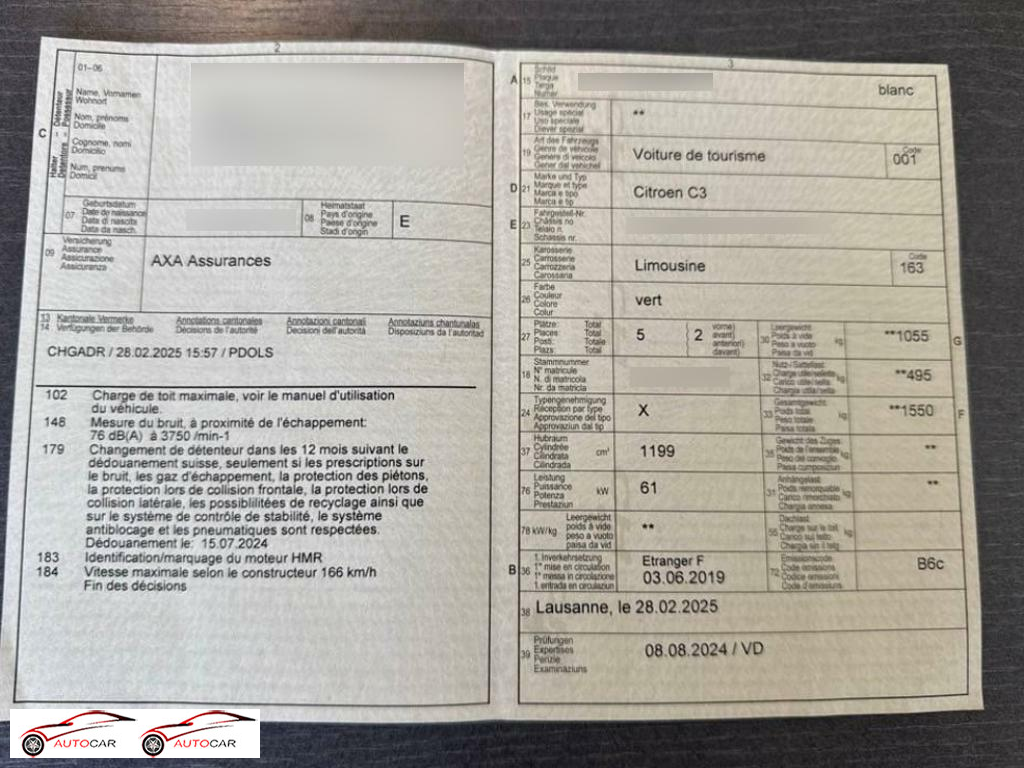 2
01–06
Name, Vornamen
Wohnort
Nom, prénoms
Domicile
Cognome, nomi
Domicilio
Num, prenums
Domicil
C
Halter Détenteur
Detentore Possessur
07
Geburtsdatum
Date de naissance
Data di nascita
Data da nasch.
08
Heimatstaat
Pays d'origine
Paese d'origine
Stadi d'origin
E
09
Versicherung
Assurance
Assicurazione
Assicuranza
AXA Assurances
13 Kantonale Vermerke Annotations cantonales Annotazioni cantonali Annotaziuns chantunalas
14 Verfügungen der Behörde Décisions de l'autorité Decisioni dell'autorità Disposiziuns da l'autoritad
CHGADR / 28.02.2025 15:57 / PDOLS
102 Charge de toit maximale, voir le manuel d'utilisation
du véhicule.
148 Mesure du bruit, à proximité de l'échappement:
76 dB(A) à 3750 /min-1
179 Changement de détenteur dans les 12 mois suivant le
dédouanement suisse, seulement si les prescriptions sur
le bruit, les gaz d'échappement, la protection des piétons,
la protection lors de collision frontale, la protection lors de
collision latérale, les possiblilitées de recyclage ainsi que
sur le système de contrôle de stabilité, le système
antiblocage et les pneumatiques sont respectées.
Dédouanement le: 15.07.2024
183 Identification/marquage du moteur HMR
184 Vitesse maximale selon le constructeur 166 km/h
Fin des décisions
3
A 15
Schild
Plaque
Targa
Numer
blanc
17
Bes. Verwendung
Usage spécial
Uso speciale
Diever spezial
**
19
Art des Fahrzeugs
Genre de véhicule
Genere di veicolo
Gener dal vehichel
Voiture de tourisme
Code
001
D 21
Marke und Typ
Marque et type
Marca e tipo
Marca e tip
Citroen C3
E 23
Fahrgestell-Nr.
Châssis no
Telaio n.
Schassis nr.
25
Karosserie
Carrosserie
Carrozzeria
Carossaria
Limousine
Code
163
26
Farbe
Couleur
Colore
Colur
vert
27
Plätze: Total
Places: Total
Posti: Totale
Plazs: Total
5
2
vorne)
avant)
anteriori)
davant)
30
Leergewicht
Poids à vide
Peso a vuoto
Paisa da vid
kg
**1055
G
18
Stammnummer
N° matricule
N. di matricola
Nr. da matricla
32
Nutz-/Sattellast
Charge utile/sellette
Carico utile/sella
Chargia utila/sella
kg
**495
24
Typengenehmigung
Réception par type
Approvazione del tipo
Approvaziun dal tip
X
33
Gesamtgewicht
Poids total
Peso totale
Paisa totala
kg
**1550
F
37
Hubraum
Cylindrée
Cilindrata
Cilindrada
cm³
1199
35
Gewicht des Zuges
Poids de l'ensemble
Peso del convoglio
Paisa cumposiziun
kg
**
76
Leistung
Puissance
Potenza
Prestaziun
kW
61
31
Anhängelast
Poids remorquable
Carico rimorchiato
Chargia annexa
kg
**
78 kW/kg
Leergewicht
poids à vide
peso a vuoto
paisa da vid
**
55
Dachlast
Charge sur le toit
Carico sul tetto
Chargia sin il tetg
kg
B 36
1. Inverkehrsetzung
1re mise en circulation
1a messa in circolazione
1. entrada en circulaziun
Etranger F
03.06.2019
72
Emissionscode
Code émissions
Codice emissioni
Code d'emissiuns
B6c
38 Lausanne, le 28.02.2025
39
Prüfungen
Expertises
Perizie
Examinaziuns
08.08.2024 / VD
AUTOCAR AUTOCAR